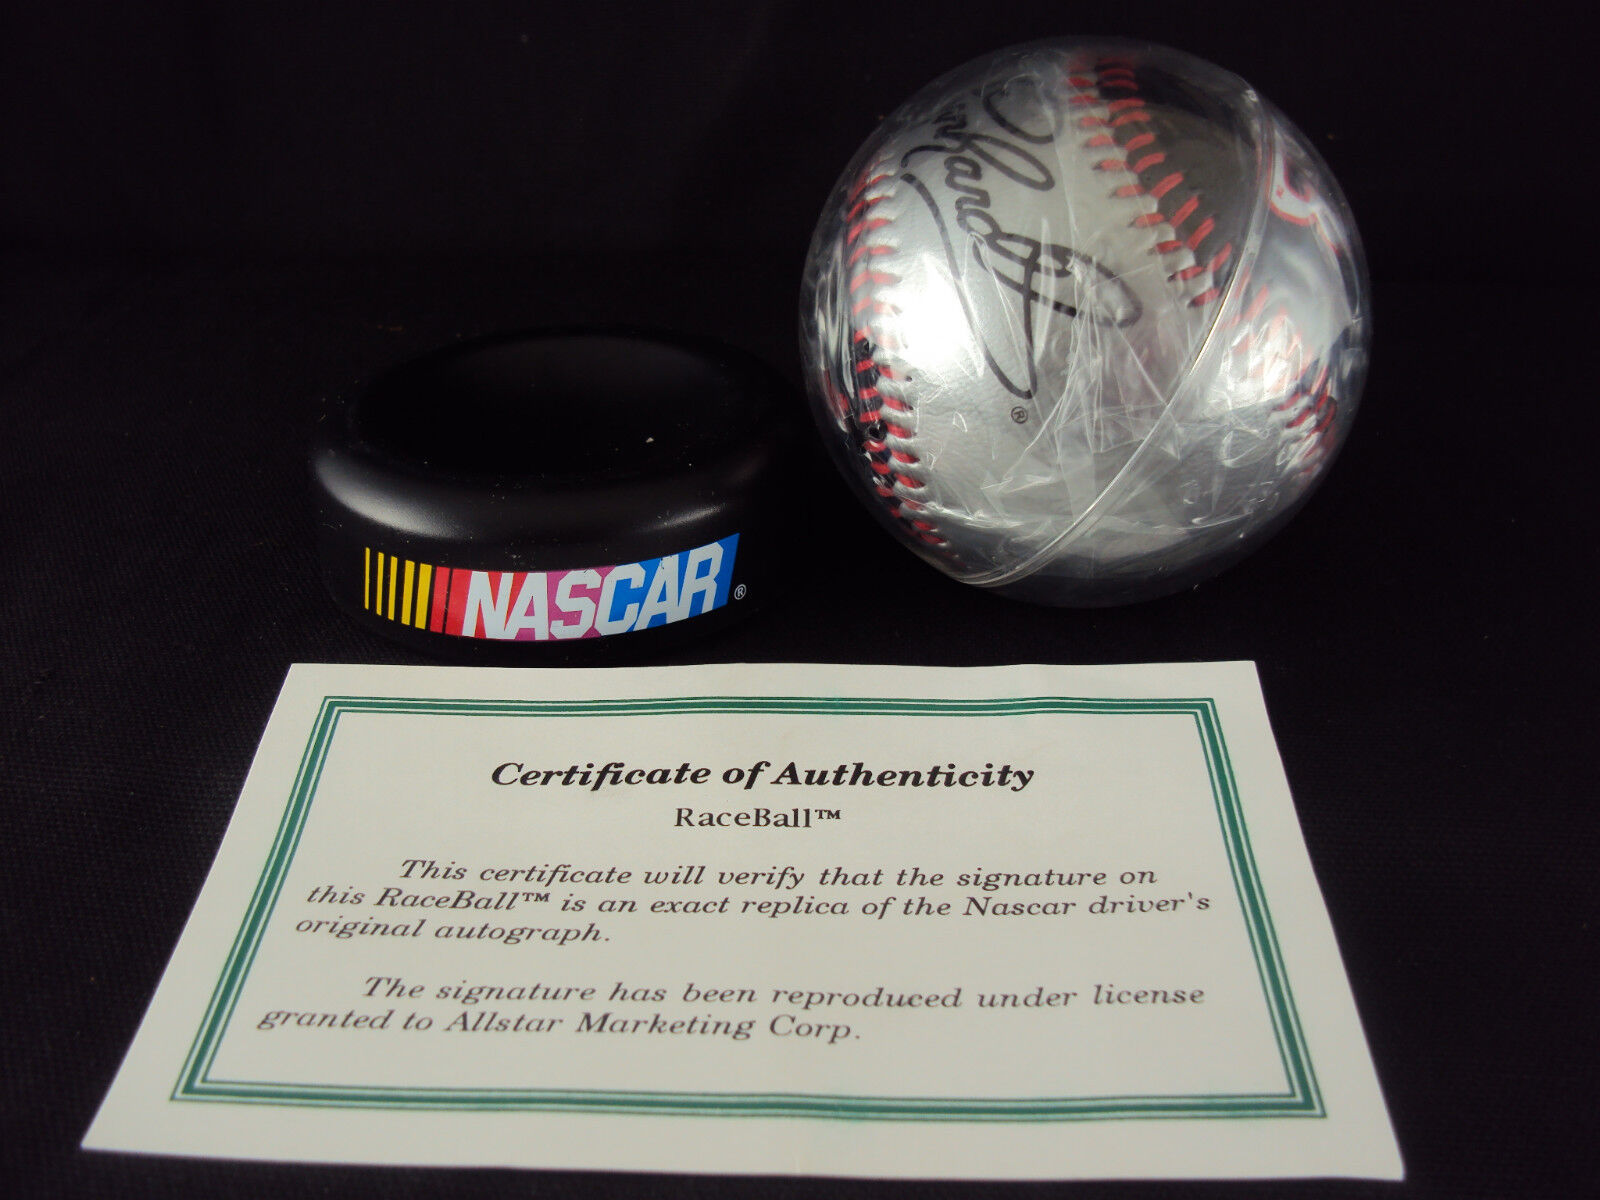 NASCAR®
®
Certificate of Authenticity
RaceBall™
This certificate will verify that the signature on
this RaceBall™ is an exact replica of the Nascar driver's
original autograph.
The signature has been reproduced under license
granted to Allstar Marketing Corp.